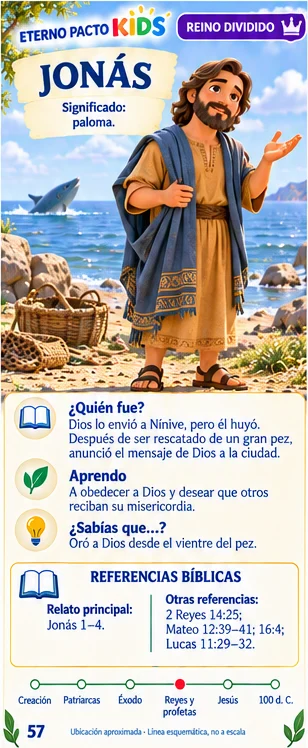 ETERNO PACTO KIDS
REINO DIVIDIDO
JONÁS
Significado:
paloma.
¿Quién fue?
Dios lo envió a Nínive, pero él huyó.
Después de ser rescatado de un gran pez,
anunció el mensaje de Dios a la ciudad.
Aprendo
A obedecer a Dios y desear que otros
reciban su misericordia.
¿Sabías que...?
Oró a Dios desde el vientre del pez.
REFERENCIAS BÍBLICAS
Relato principal:
Jonás 1–4.
Otras referencias:
2 Reyes 14:25;
Mateo 12:39–41; 16:4;
Lucas 11:29–32.
Creación
Patriarcas
Éxodo
Reyes y
profetas
Jesús
100 d. C.
57
Ubicación aproximada · Línea esquemática, no a escala